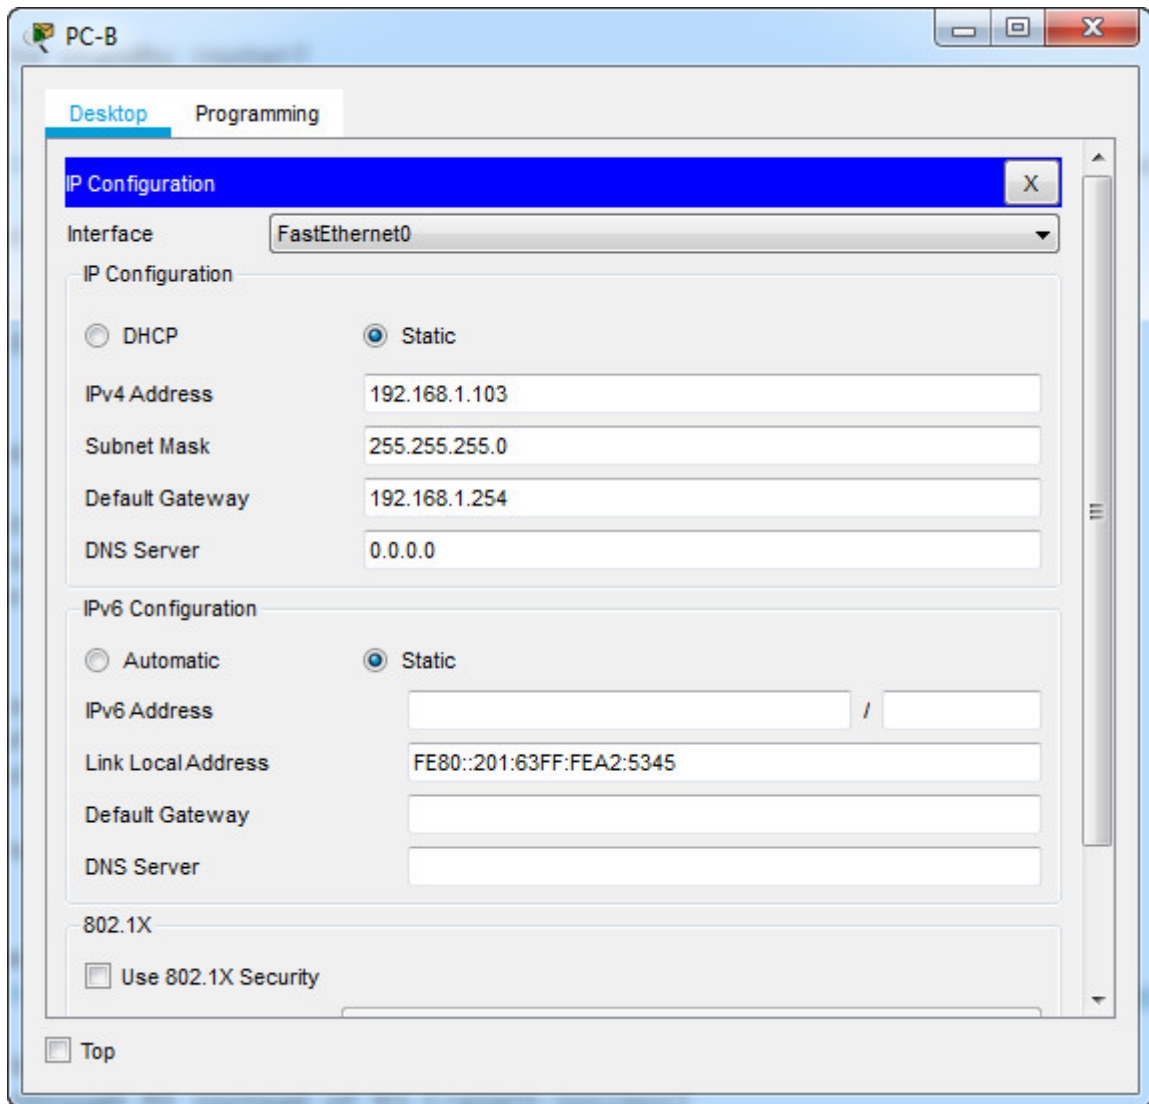 PC-B
Desktop Programming
IP Configuration X
Interface FastEthernet0
IP Configuration
DHCP Static
IPv4 Address 192.168.1.103
Subnet Mask 255.255.255.0
Default Gateway 192.168.1.254
DNS Server 0.0.0.0
IPv6 Configuration
Automatic Static
IPv6 Address /
Link Local Address FE80::201:63FF:FEA2:5345
Default Gateway
DNS Server
802.1X
Use 802.1X Security
Top